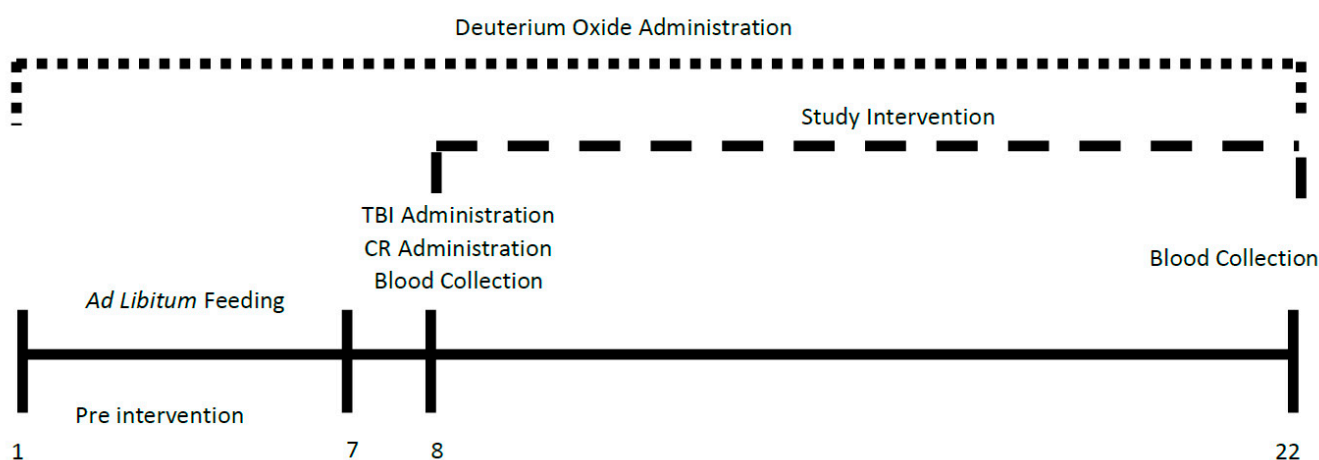 Deuterium Oxide Administration
Study Intervention
TBI Administration
CR Administration
Blood Collection
Blood Collection
Ad Libitum Feeding
Pre intervention
1
7
8
22